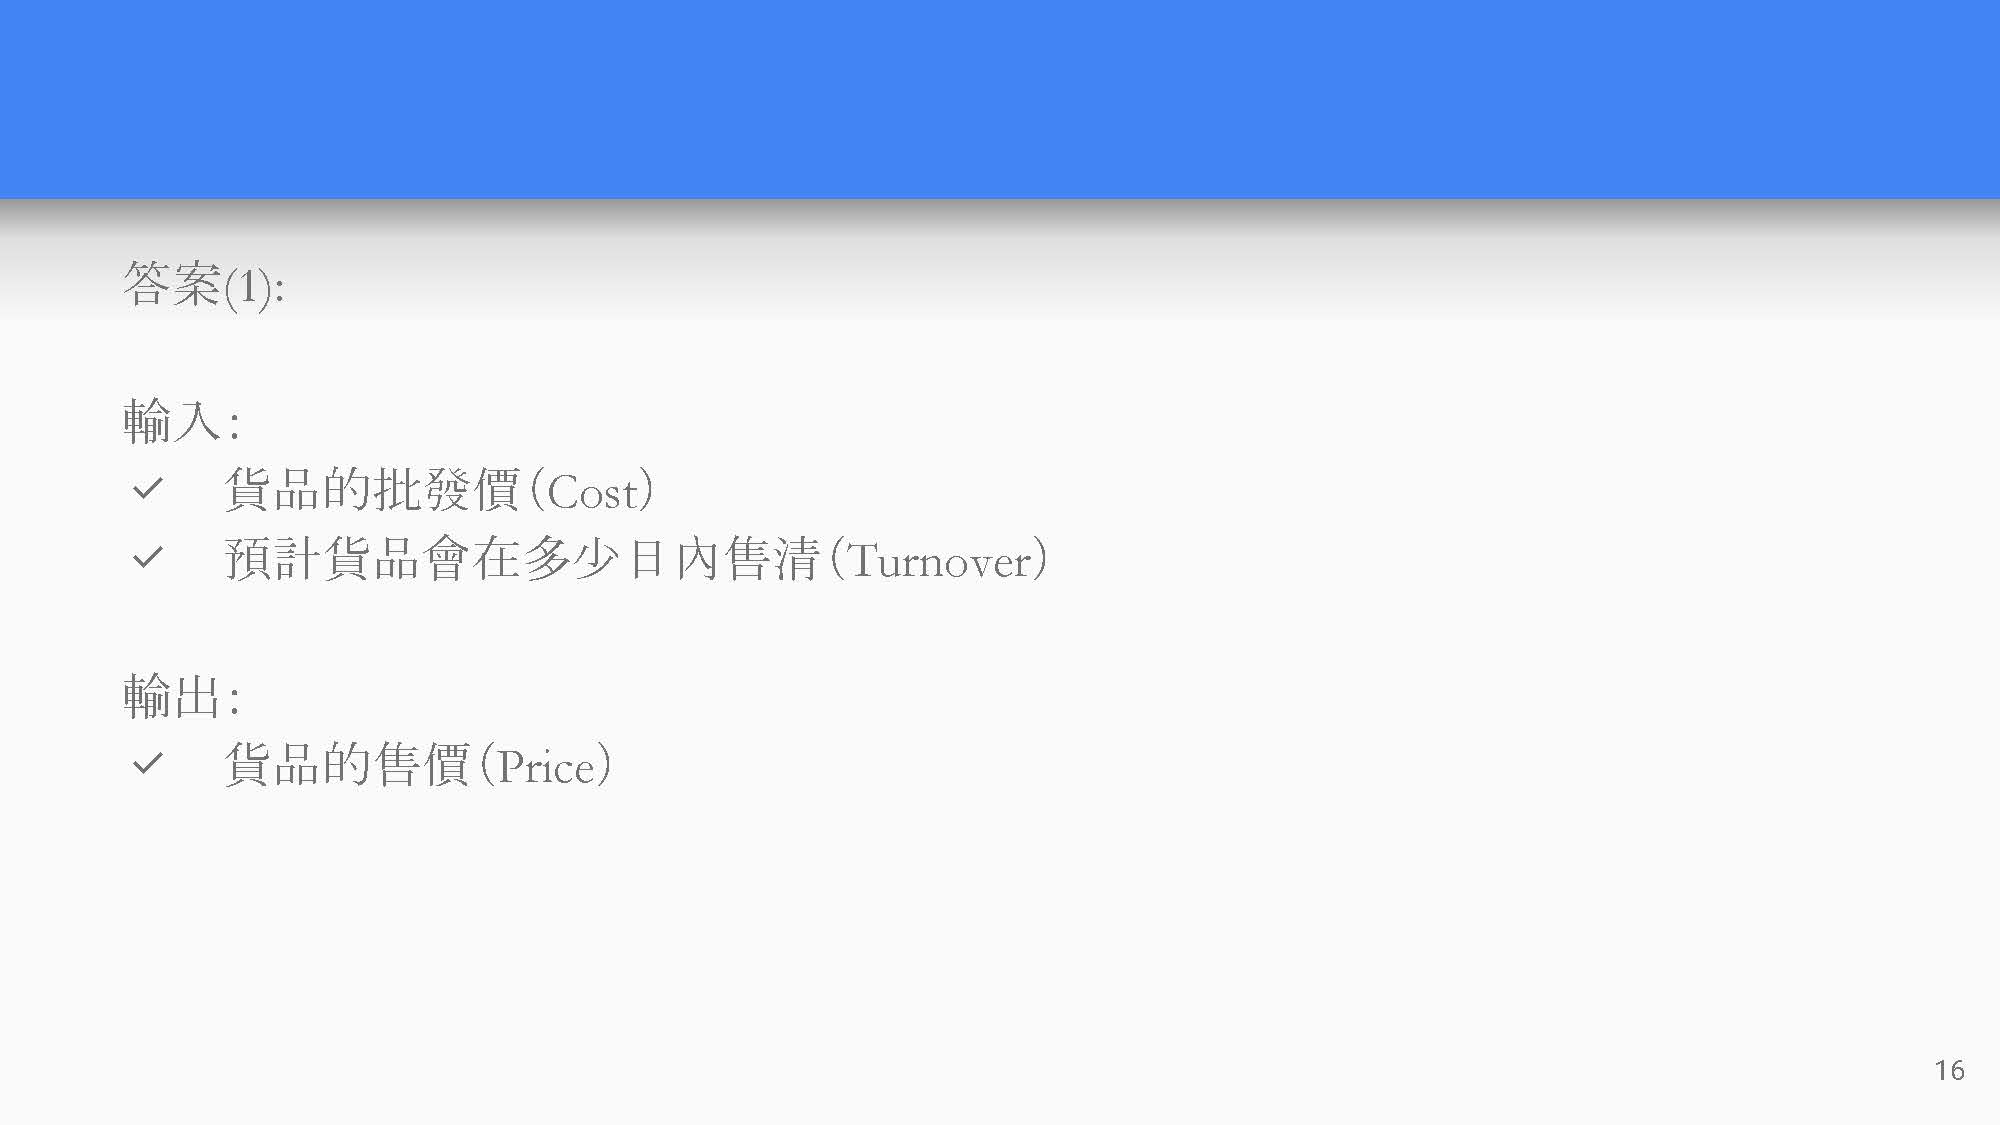 答案(1):
輸入：
✓ 貨品的批發價（Cost）
✓ 預計貨品會在多少日內售清（Turnover）
輸出：
✓ 貨品的售價（Price）
16